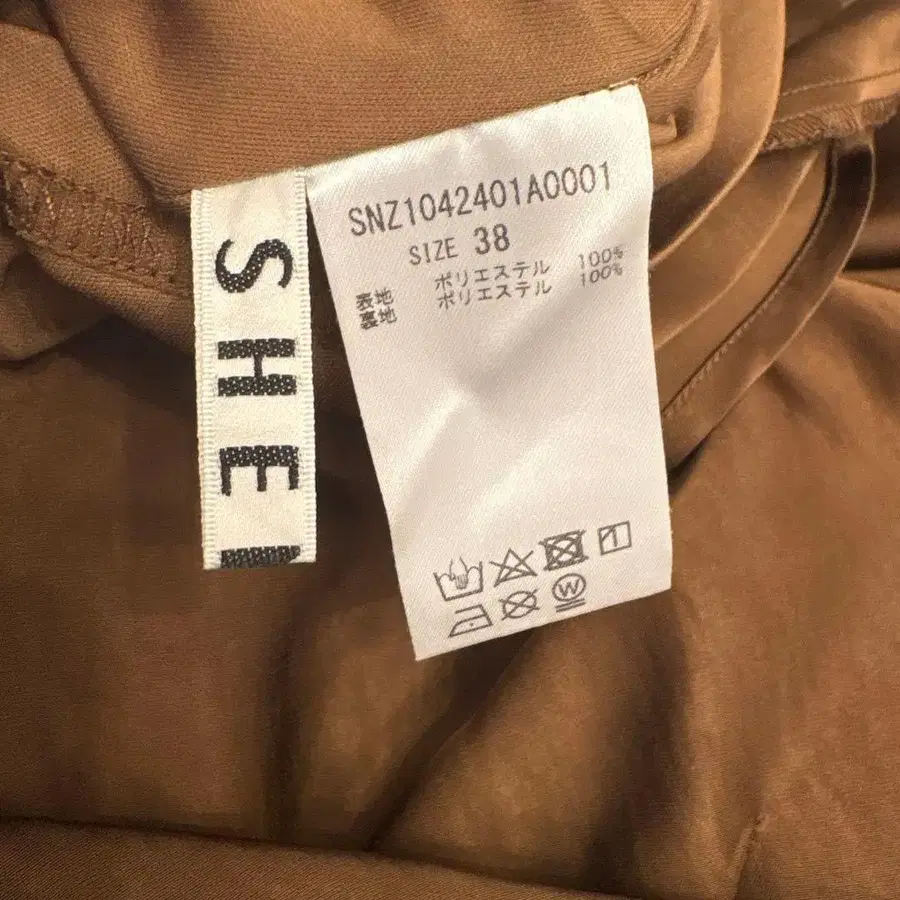 SHE
SNZ1042401A0001
SIZE 38
表地 ポリエステル 100%
裏地 ポリエステル 100%
W